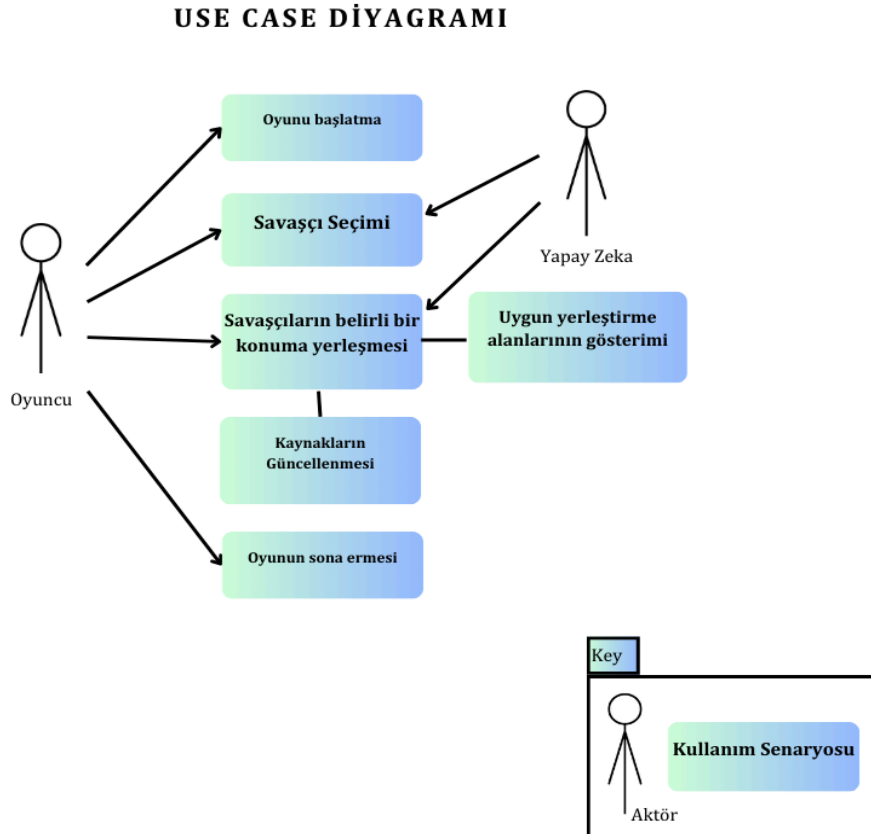 USE CASE DİYAGRAMI
Oyunu başlatma
Savaşçı Seçimi
Yapay Zeka
Savaşçıların belirli bir
konuma yerleşmesi
Uygun yerleştirme
alanlarının gösterimi
Oyuncu
Kaynakların
Güncellenmesi
Oyunun sona ermesi
Key
Kullanım Senaryosu
Aktör